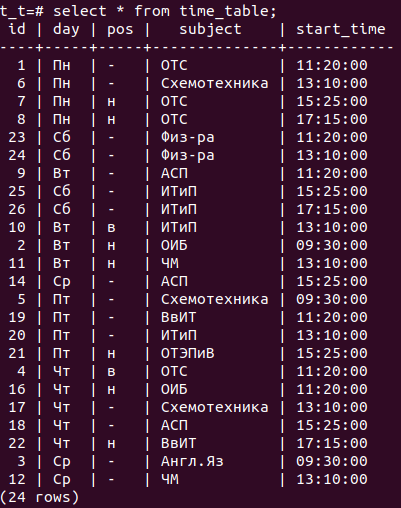 t_t=# select * from time_table;
 id | day | pos |   subject    | start_time
----+-----+-----+--------------+------------
  1 | Пн  | -   | ОТС          | 11:20:00
  6 | Пн  | -   | Схемотехника | 13:10:00
  7 | Пн  | н   | ОТС          | 15:25:00
  8 | Пн  | н   | ОТС          | 17:15:00
 23 | Сб  | -   | Физ-ра       | 11:20:00
 24 | Сб  | -   | Физ-ра       | 13:10:00
  9 | Вт  | -   | АСП          | 11:20:00
 25 | Сб  | -   | ИТиП         | 15:25:00
 26 | Сб  | -   | ИТиП         | 17:15:00
 10 | Вт  | в   | ИТиП         | 13:10:00
  2 | Вт  | н   | ОИБ          | 09:30:00
 11 | Вт  | н   | ЧМ           | 13:10:00
 14 | Ср  | -   | АСП          | 15:25:00
  5 | Пт  | -   | Схемотехника | 09:30:00
 19 | Пт  | -   | ВвИТ         | 11:20:00
 20 | Пт  | -   | ИТиП         | 13:10:00
 21 | Пт  | н   | ОТЭПиВ       | 15:25:00
  4 | Чт  | в   | ОТС          | 11:20:00
 16 | Чт  | н   | ОИБ          | 11:20:00
 17 | Чт  | -   | Схемотехника | 13:10:00
 18 | Чт  | -   | АСП          | 15:25:00
 22 | Чт  | н   | ВвИТ         | 17:15:00
  3 | Ср  | -   | Англ.Яз      | 09:30:00
 12 | Ср  | -   | ЧМ           | 13:10:00
(24 rows)